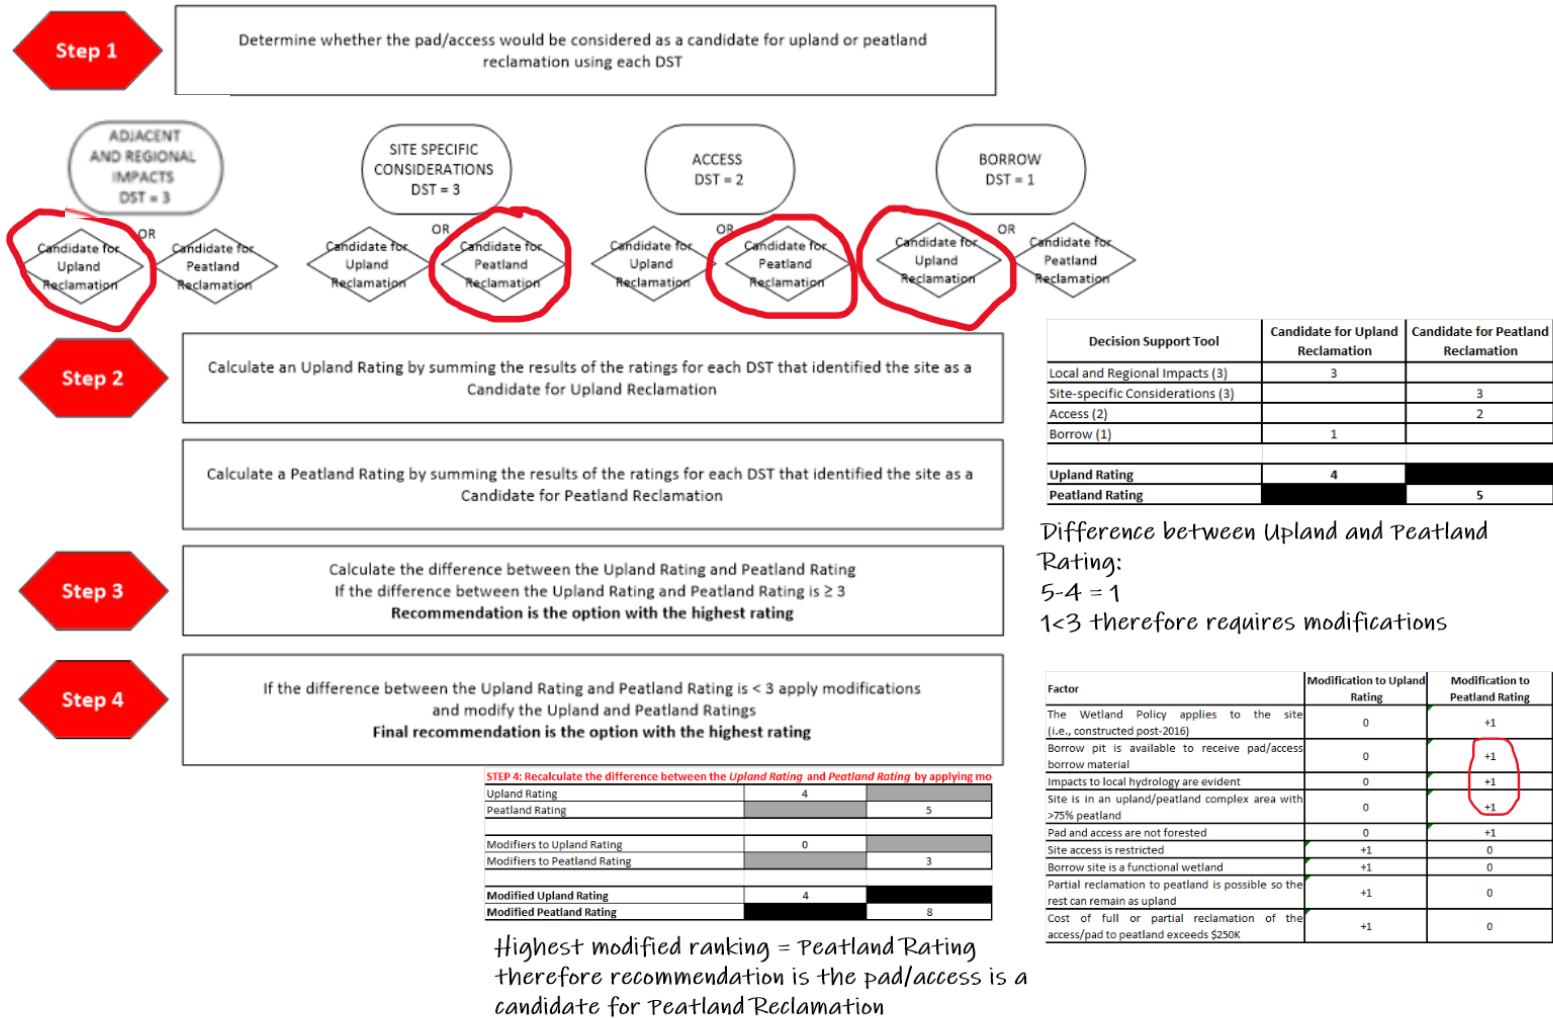 Step 1
Determine whether the pad/access would be considered as a candidate for upland or peatland
reclamation using each DST
ADJACENT
AND REGIONAL
IMPACTS
DST = 3
SITE SPECIFIC
CONSIDERATIONS
DST = 3
ACCESS
DST = 2
BORROW
DST = 1
OR
Candidate for
Upland
Reclamation
Candidate for
Peatland
Reclamation
OR
Candidate for
Upland
Reclamation
Candidate for
Peatland
Reclamation
OR
Candidate for
Upland
Reclamation
Candidate for
Peatland
Reclamation
OR
Candidate for
Upland
Reclamation
Candidate for
Peatland
Reclamation
Step 2
Calculate an Upland Rating by summing the results of the ratings for each DST that identified the site as a
Candidate for Upland Reclamation
Calculate a Peatland Rating by summing the results of the ratings for each DST that identified the site as a
Candidate for Peatland Reclamation
Step 3
Calculate the difference between the Upland Rating and Peatland Rating
If the difference between the Upland Rating and Peatland Rating is ≥ 3
Recommendation is the option with the highest rating
Step 4
If the difference between the Upland Rating and Peatland Rating is < 3 apply modifications
and modify the Upland and Peatland Ratings
Final recommendation is the option with the highest rating
Decision Support Tool Candidate for Upland Reclamation Candidate for Peatland Reclamation
Local and Regional Impacts (3) 3
Site-specific Considerations (3) 3
Access (2) 2
Borrow (1) 1
Upland Rating 4
Peatland Rating 5
Difference between Upland and Peatland
Rating:
5-4 = 1
1<3 therefore requires modifications
Factor Modification to Upland Rating Modification to Peatland Rating
The Wetland Policy applies to the site
(i.e., constructed post-2016) 0 +1
Borrow pit is available to receive pad/access
borrow material 0 +1
Impacts to local hydrology are evident 0 +1
Site is in an upland/peatland complex area with
>75% peatland 0 +1
Pad and access are not forested 0 +1
Site access is restricted +1 0
Borrow site is a functional wetland +1 0
Partial reclamation to peatland is possible so the
rest can remain as upland +1 0
Cost of full or partial reclamation of the
access/pad to peatland exceeds $250K +1 0
STEP 4: Recalculate the difference between the Upland Rating and Peatland Rating by applying mo
Upland Rating 4
Peatland Rating 5
Modifiers to Upland Rating 0
Modifiers to Peatland Rating 3
Modified Upland Rating 4
Modified Peatland Rating 8
Highest modified ranking = Peatland Rating
therefore recommendation is the pad/access is a
candidate for Peatland Reclamation